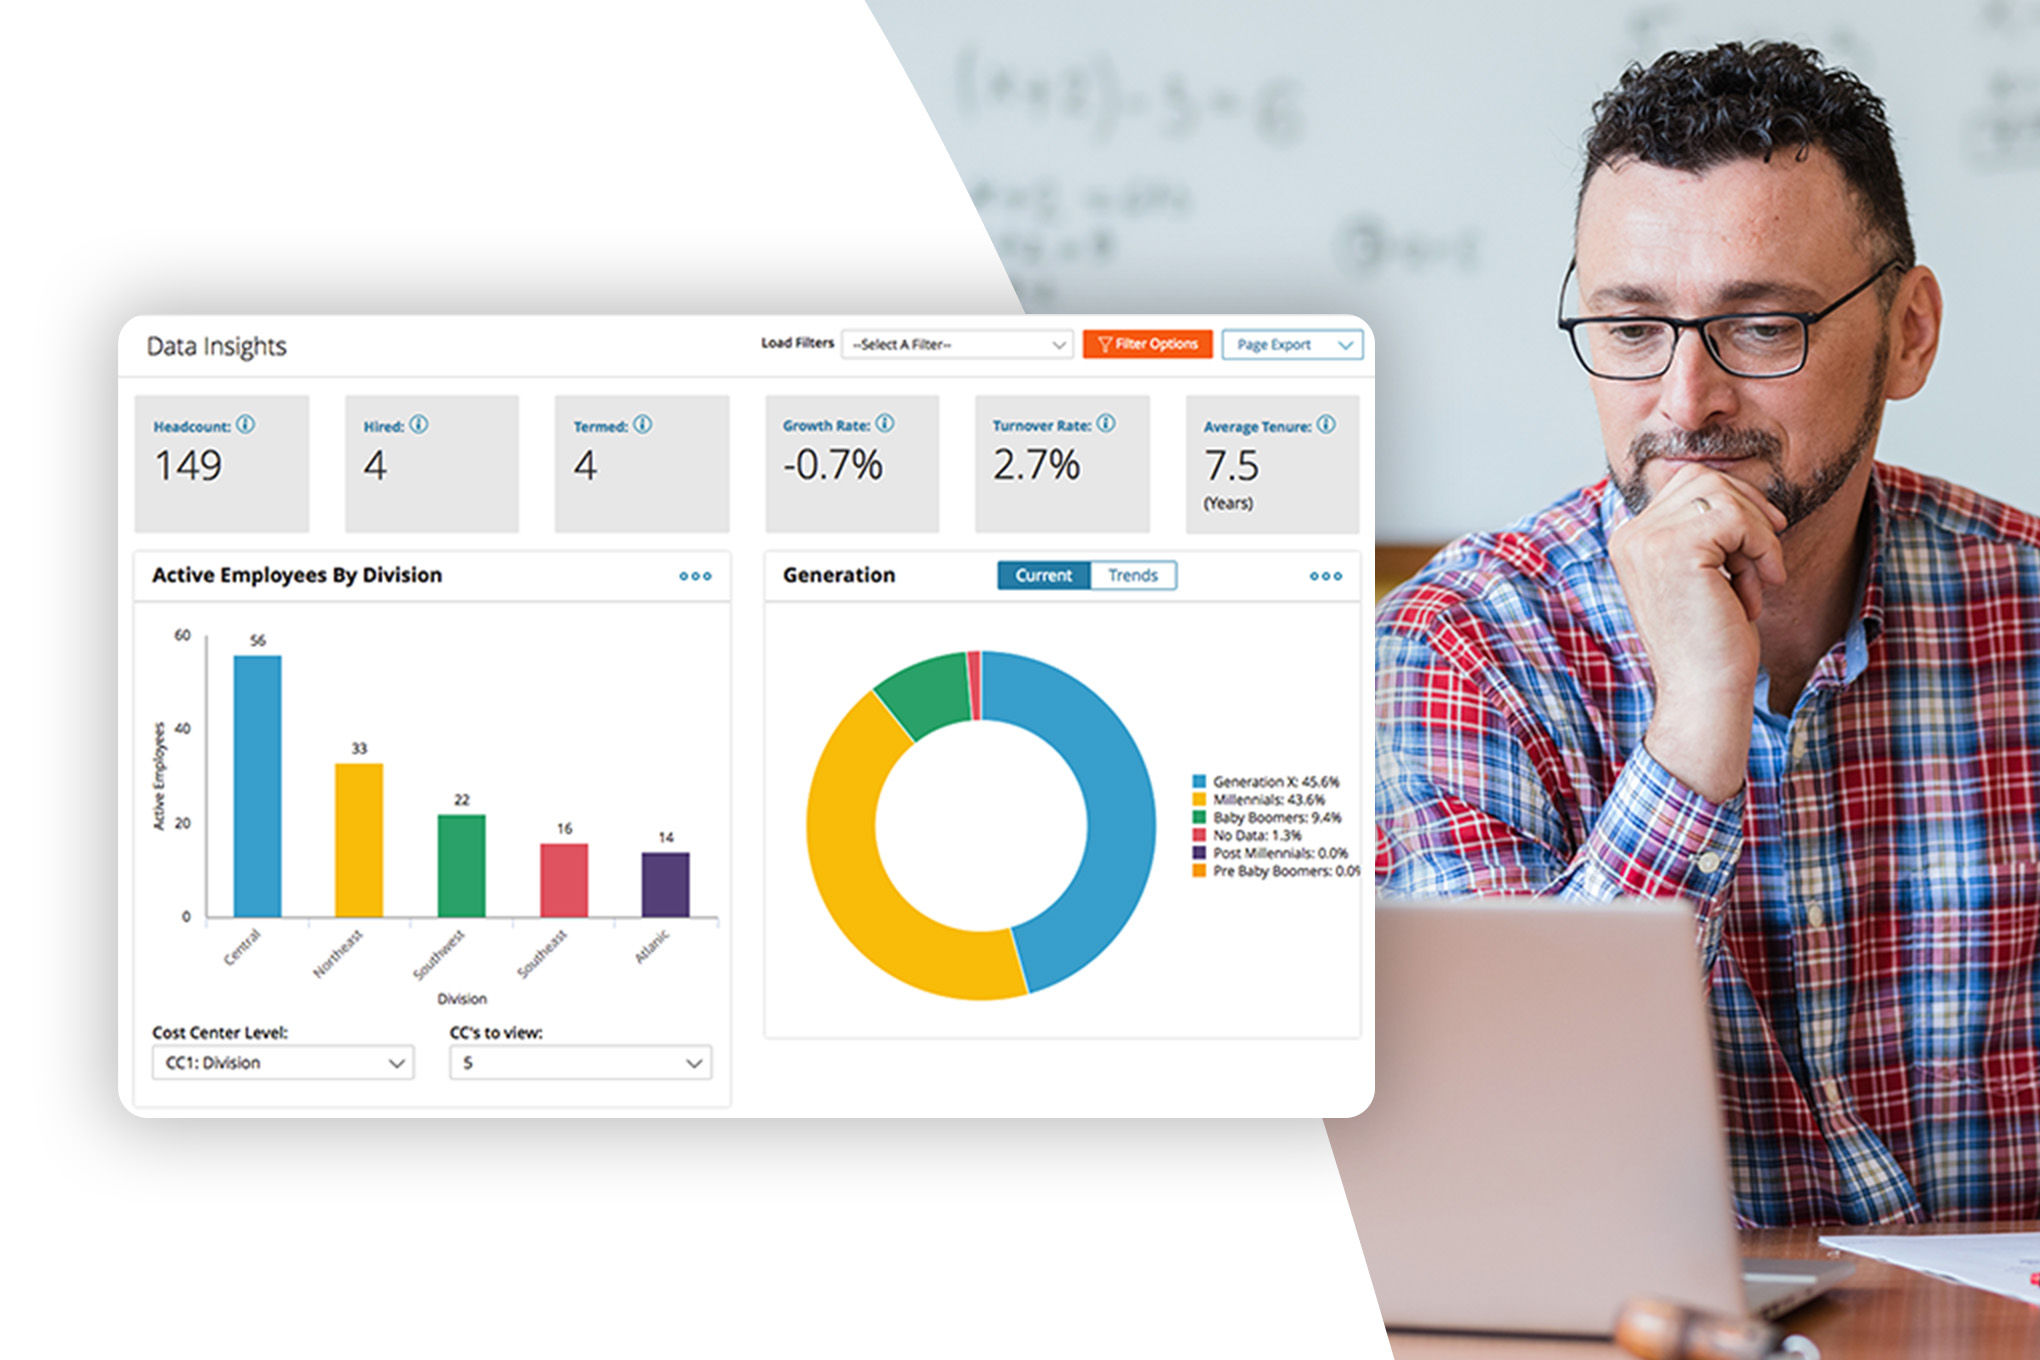 Data Insights
Load Filters
--Select A Filter--
Filter Options
Page Export
Headcount:
149
Hired:
4
Termed:
4
Growth Rate:
-0.7%
Turnover Rate:
2.7%
Average Tenure:
7.5
(Years)
Active Employees By Division
60
40
20
0
Active Employees
56
33
22
16
14
Central
Northeast
Southwest
Southeast
Atlanic
Division
Cost Center Level:
CC1: Division
CC's to view:
5
Generation
Current
Trends
Generation X: 45.6%
Millennials: 43.6%
Baby Boomers: 9.4%
No Data: 1.3%
Post Millennials: 0.0%
Pre Baby Boomers: 0.0%
(x+2)-3=6